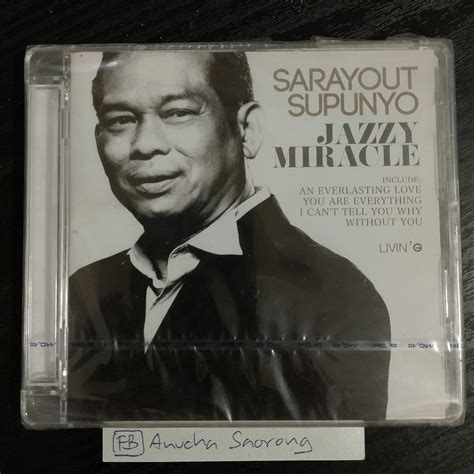 SARAYOUT
SUPUNYO
JAZZY
MIRACLE
INCLUDE:
AN EVERLASTING LOVE
YOU ARE EVERYTHING
I CAN'T TELL YOU WHY
WITHOUT YOU
LIVIN'G
FB Anucha Saorong